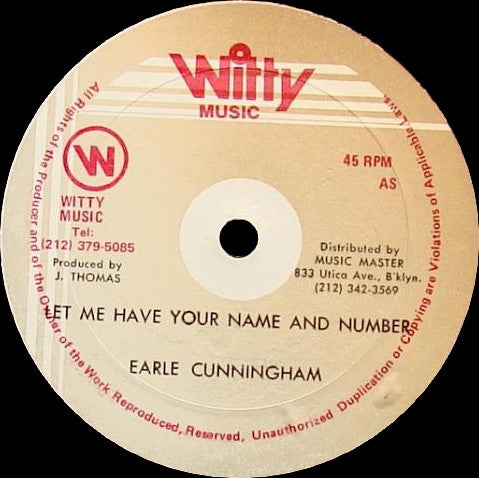 Witty
MUSIC
W
WITTY
MUSIC
Tel:
(212) 379-5085
Produced by
J. THOMAS
45 RPM
AS
Distributed by
MUSIC MASTER
833 Utica Ave., B'klyn.
(212) 342-3569
LET ME HAVE YOUR NAME AND NUMBER
EARLE CUNNINGHAM
All Rights of the Producer and of the Owner of the Work Reproduced, Reserved, Unauthorized Duplication or Copying are Violations of Applicable Laws.